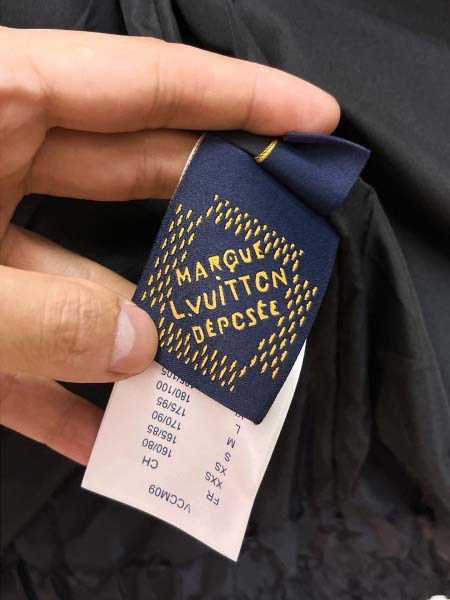 MARQUE
L.VUITTON
DÉPOSÉE
VCCM09
FR CH
XXS 160/80
XS 165/85
S 170/90
M 175/95
L 180/100